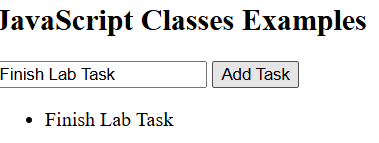 JavaScript Classes Examples
Finish Lab Task Add Task
Finish Lab Task